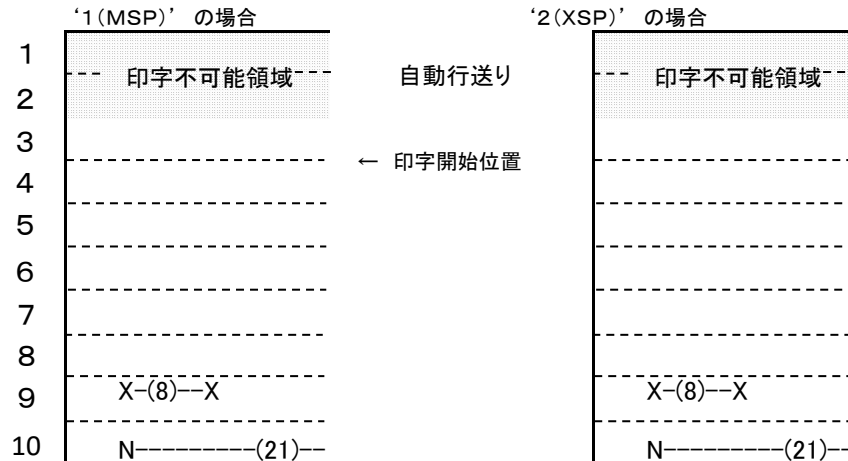 ‘1(MSP)’ の場合 ‘2(XSP)’ の場合
1
印字不可能領域 自動行送り 印字不可能領域
2
3
← 印字開始位置
4
5
6
7
8
9 X-(8)--X X-(8)--X
10 N---------(21)-- N---------(21)--